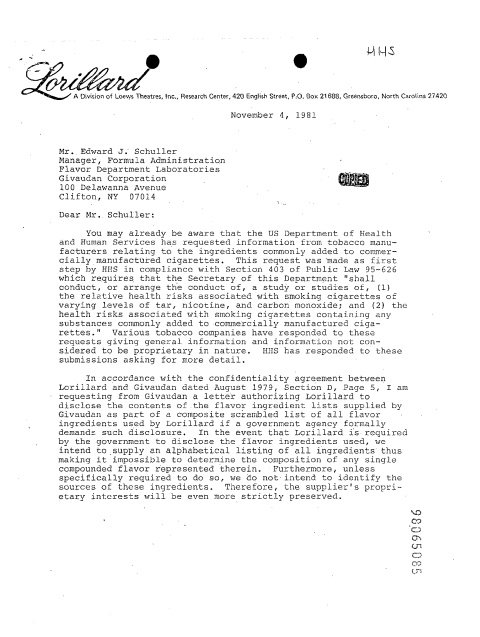 HHS
Lorillard
A Division of Loews Theatres, Inc., Research Center, 420 English Street, P.O. Box 21688, Greensboro, North Carolina 27420
November 4, 1981
Mr. Edward J. Schuller
Manager, Formula Administration
Flavor Department Laboratories
Givaudan Corporation
100 Delawanna Avenue
Clifton, NY 07014
COPIED
Dear Mr. Schuller:
You may already be aware that the US Department of Health
and Human Services has requested information from tobacco manu-
facturers relating to the ingredients commonly added to commer-
cially manufactured cigarettes. This request was made as first
step by HHS in compliance with Section 403 of Public Law 95-626
which requires that the Secretary of this Department "shall
conduct, or arrange the conduct of, a study or studies of, (1)
the relative health risks associated with smoking cigarettes of
varying levels of tar, nicotine, and carbon monoxide; and (2) the
health risks associated with smoking cigarettes containing any
substances commonly added to commercially manufactured ciga-
rettes." Various tobacco companies have responded to these
requests giving general information and information not con-
sidered to be proprietary in nature. HHS has responded to these
submissions asking for more detail.
In accordance with the confidentiality agreement between
Lorillard and Givaudan dated August 1979, Section D, Page 5, I am
requesting from Givaudan a letter authorizing Lorillard to
disclose the contents of the flavor ingredient lists supplied by
Givaudan as part of a composite scrambled list of all flavor
ingredients used by Lorillard if a government agency formally
demands such disclosure. In the event that Lorillard is required
by the government to disclose the flavor ingredients used, we
intend to supply an alphabetical listing of all ingredients thus
making it impossible to determine the composition of any single
compounded flavor represented therein. Furthermore, unless
specifically required to do so, we do not intend to identify the
sources of these ingredients. Therefore, the supplier's propri-
etary interests will be even more strictly preserved.
98065085